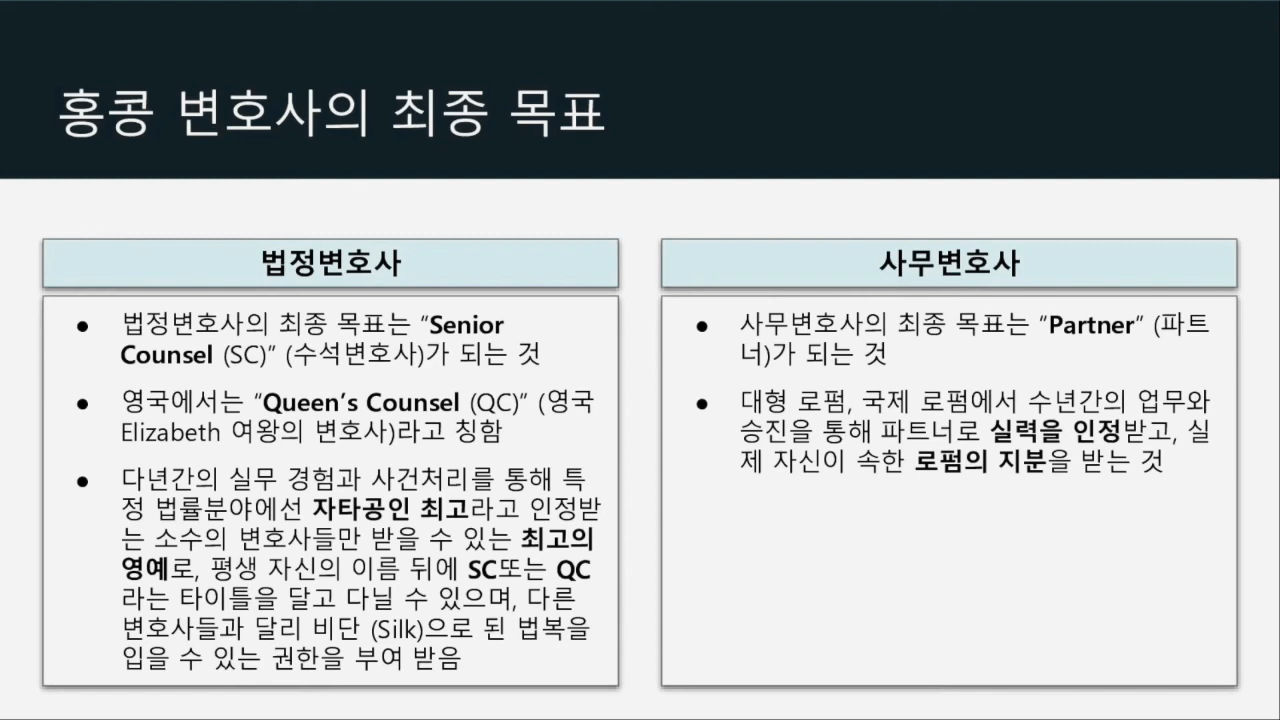 홍콩 변호사의 최종 목표
법정변호사
● 법정변호사의 최종 목표는 “Senior
Counsel (SC)” (수석변호사)가 되는 것
● 영국에서는 “Queen’s Counsel (QC)” (영국
Elizabeth 여왕의 변호사)라고 칭함
● 다년간의 실무 경험과 사건처리를 통해 특
정 법률분야에선 자타공인 최고라고 인정받
는 소수의 변호사들만 받을 수 있는 최고의
영예로, 평생 자신의 이름 뒤에 SC또는 QC
라는 타이틀을 달고 다닐 수 있으며, 다른
변호사들과 달리 비단 (Silk)으로 된 법복을
입을 수 있는 권한을 부여 받음
사무변호사
● 사무변호사의 최종 목표는 “Partner” (파트
너)가 되는 것
● 대형 로펌, 국제 로펌에서 수년간의 업무와
승진을 통해 파트너로 실력을 인정받고, 실
제 자신이 속한 로펌의 지분을 받는 것